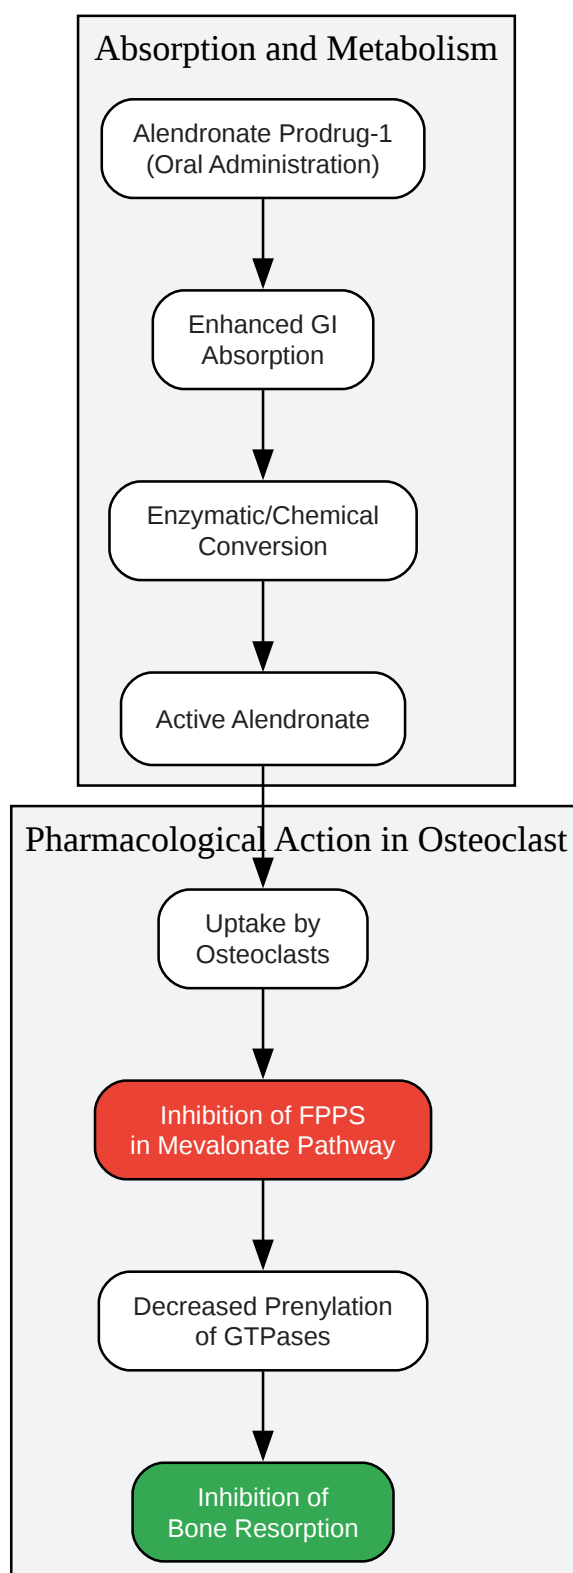 Absorption and Metabolism
Alendronate Prodrug-1
(Oral Administration)
Enhanced GI
Absorption
Enzymatic/Chemical
Conversion
Active Alendronate
Pharmacological Action in Osteoclast
Uptake by
Osteoclasts
Inhibition of FPPS
in Mevalonate Pathway
Decreased Prenylation
of GTPases
Inhibition of
Bone Resorption